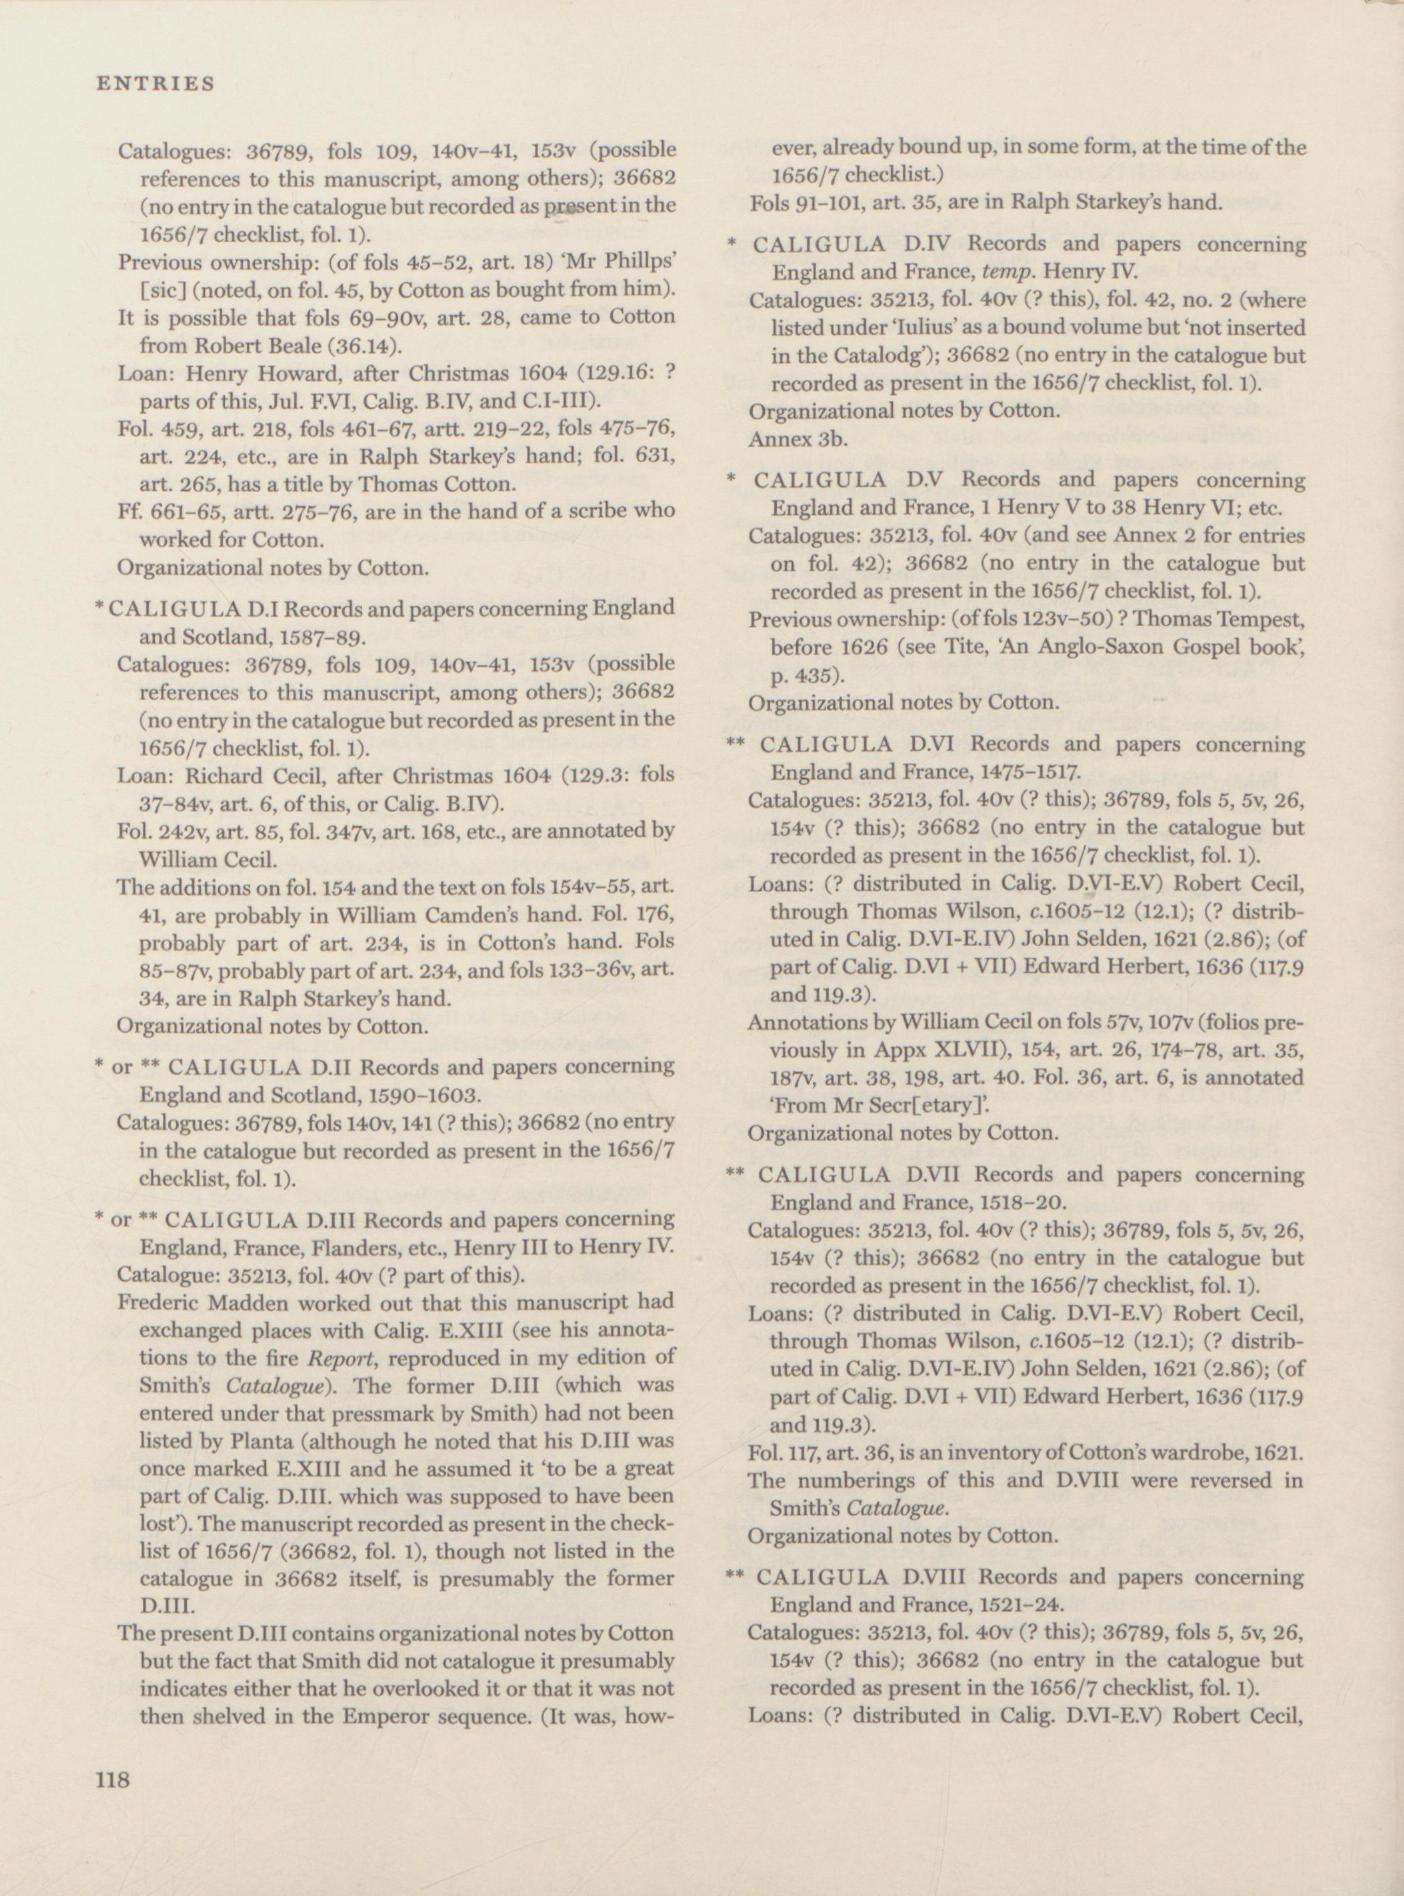 ENTRIES
Catalogues: 36789, fols 109, 140v–41, 153v (possible
references to this manuscript, among others); 36682
(no entry in the catalogue but recorded as present in the
1656/7 checklist, fol. 1).
Previous ownership: (of fols 45–52, art. 18) ‘Mr Phillps’
[sic] (noted, on fol. 45, by Cotton as bought from him).
It is possible that fols 69–90v, art. 28, came to Cotton
from Robert Beale (36.14).
Loan: Henry Howard, after Christmas 1604 (129.16: ?
parts of this, Jul. F.VI, Calig. B.IV, and C.I-III).
Fol. 459, art. 218, fols 461–67, artt. 219–22, fols 475–76,
art. 224, etc., are in Ralph Starkey's hand; fol. 631,
art. 265, has a title by Thomas Cotton.
Ff. 661–65, artt. 275–76, are in the hand of a scribe who
worked for Cotton.
Organizational notes by Cotton.
* CALIGULA D.I Records and papers concerning England
and Scotland, 1587–89.
Catalogues: 36789, fols 109, 140v–41, 153v (possible
references to this manuscript, among others); 36682
(no entry in the catalogue but recorded as present in the
1656/7 checklist, fol. 1).
Loan: Richard Cecil, after Christmas 1604 (129.3: fols
37–84v, art. 6, of this, or Calig. B.IV).
Fol. 242v, art. 85, fol. 347v, art. 168, etc., are annotated by
William Cecil.
The additions on fol. 154 and the text on fols 154v–55, art.
41, are probably in William Camden's hand. Fol. 176,
probably part of art. 234, is in Cotton's hand. Fols
85–87v, probably part of art. 234, and fols 133–36v, art.
34, are in Ralph Starkey's hand.
Organizational notes by Cotton.
* or ** CALIGULA D.II Records and papers concerning
England and Scotland, 1590–1603.
Catalogues: 36789, fols 140v, 141 (? this); 36682 (no entry
in the catalogue but recorded as present in the 1656/7
checklist, fol. 1).
* or ** CALIGULA D.III Records and papers concerning
England, France, Flanders, etc., Henry III to Henry IV.
Catalogue: 35213, fol. 40v (? part of this).
Frederic Madden worked out that this manuscript had
exchanged places with Calig. E.XIII (see his annota-
tions to the fire Report, reproduced in my edition of
Smith's Catalogue). The former D.III (which was
entered under that pressmark by Smith) had not been
listed by Planta (although he noted that his D.III was
once marked E.XIII and he assumed it ‘to be a great
part of Calig. D.III. which was supposed to have been
lost’). The manuscript recorded as present in the check-
list of 1656/7 (36682, fol. 1), though not listed in the
catalogue in 36682 itself, is presumably the former
D.III.
The present D.III contains organizational notes by Cotton
but the fact that Smith did not catalogue it presumably
indicates either that he overlooked it or that it was not
then shelved in the Emperor sequence. (It was, how-
ever, already bound up, in some form, at the time of the
1656/7 checklist.)
Fols 91–101, art. 35, are in Ralph Starkey's hand.
* CALIGULA D.IV Records and papers concerning
England and France, temp. Henry IV.
Catalogues: 35213, fol. 40v (? this), fol. 42, no. 2 (where
listed under ‘Iulius’ as a bound volume but ‘not inserted
in the Catalodg’); 36682 (no entry in the catalogue but
recorded as present in the 1656/7 checklist, fol. 1).
Organizational notes by Cotton.
Annex 3b.
* CALIGULA D.V Records and papers concerning
England and France, 1 Henry V to 38 Henry VI; etc.
Catalogues: 35213, fol. 40v (and see Annex 2 for entries
on fol. 42); 36682 (no entry in the catalogue but
recorded as present in the 1656/7 checklist, fol. 1).
Previous ownership: (of fols 123v–50) ? Thomas Tempest,
before 1626 (see Tite, ‘An Anglo-Saxon Gospel book’,
p. 435).
Organizational notes by Cotton.
** CALIGULA D.VI Records and papers concerning
England and France, 1475–1517.
Catalogues: 35213, fol. 40v (? this); 36789, fols 5, 5v, 26,
154v (? this); 36682 (no entry in the catalogue but
recorded as present in the 1656/7 checklist, fol. 1).
Loans: (? distributed in Calig. D.VI-E.V) Robert Cecil,
through Thomas Wilson, c.1605–12 (12.1); (? distrib-
uted in Calig. D.VI-E.IV) John Selden, 1621 (2.86); (of
part of Calig. D.VI + VII) Edward Herbert, 1636 (117.9
and 119.3).
Annotations by William Cecil on fols 57v, 107v (folios pre-
viously in Appx XLVII), 154, art. 26, 174–78, art. 35,
187v, art. 38, 198, art. 40. Fol. 36, art. 6, is annotated
‘From Mr Secr[etary]’.
Organizational notes by Cotton.
** CALIGULA D.VII Records and papers concerning
England and France, 1518–20.
Catalogues: 35213, fol. 40v (? this); 36789, fols 5, 5v, 26,
154v (? this); 36682 (no entry in the catalogue but
recorded as present in the 1656/7 checklist, fol. 1).
Loans: (? distributed in Calig. D.VI-E.V) Robert Cecil,
through Thomas Wilson, c.1605–12 (12.1); (? distrib-
uted in Calig. D.VI-E.IV) John Selden, 1621 (2.86); (of
part of Calig. D.VI + VII) Edward Herbert, 1636 (117.9
and 119.3).
Fol. 117, art. 36, is an inventory of Cotton's wardrobe, 1621.
The numberings of this and D.VIII were reversed in
Smith's Catalogue.
Organizational notes by Cotton.
** CALIGULA D.VIII Records and papers concerning
England and France, 1521–24.
Catalogues: 35213, fol. 40v (? this); 36789, fols 5, 5v, 26,
154v (? this); 36682 (no entry in the catalogue but
recorded as present in the 1656/7 checklist, fol. 1).
Loans: (? distributed in Calig. D.VI-E.V) Robert Cecil,
118